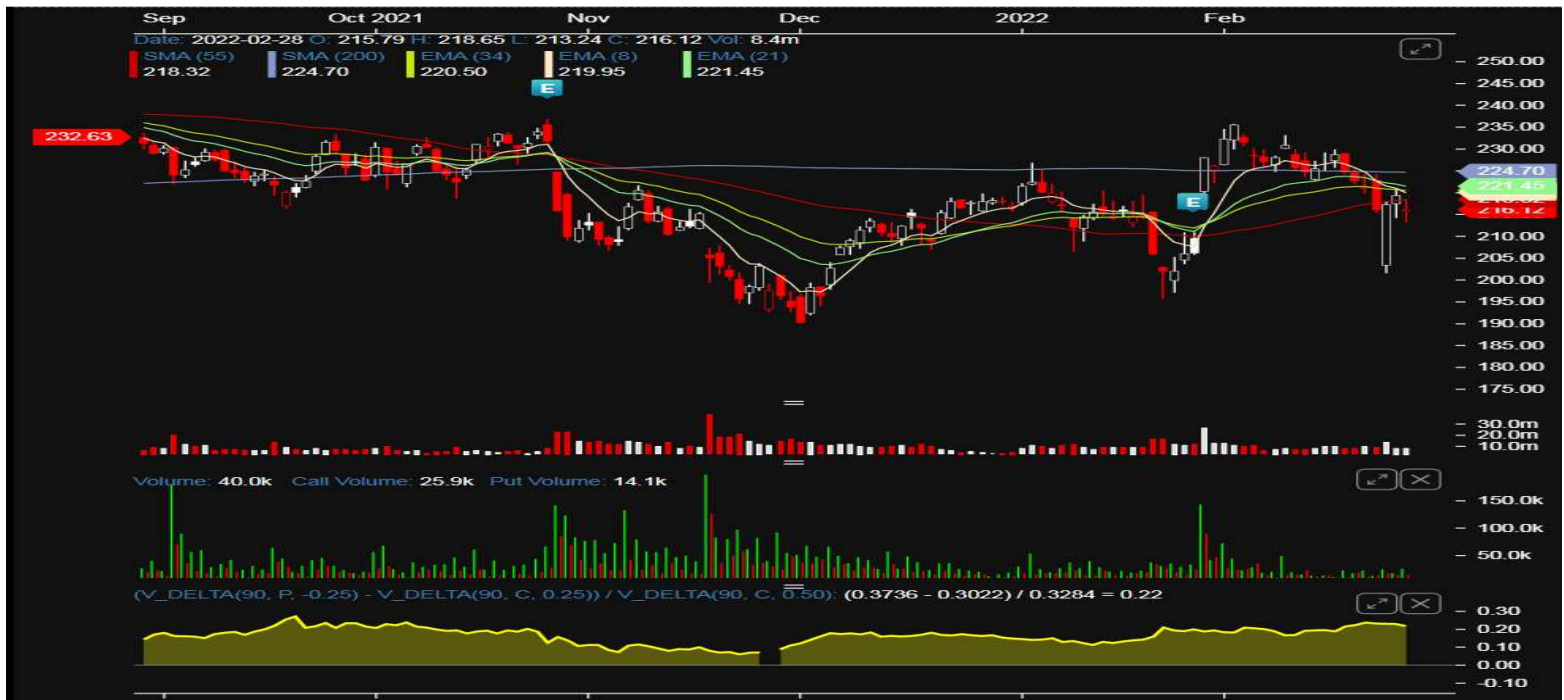 Sep Oct 2021 Nov Dec 2022 Feb
Date: 2022-02-28 O: 215.79 H: 218.65 L: 213.24 C: 216.12 Vol: 8.4m
SMA (55) SMA (200) EMA (34) EMA (8) EMA (21)
218.32 224.70 220.50 219.95 221.45
E
250.00
245.00
240.00
235.00
232.63
230.00
224.70
221.45
E
216.12
210.00
205.00
200.00
195.00
190.00
185.00
180.00
175.00
30.0m
20.0m
10.0m
Volume: 40.0k Call Volume: 25.9k Put Volume: 14.1k
150.0k
100.0k
50.0k
(V_DELTA(90, P, -0.25) - V_DELTA(90, C, 0.25)) / V_DELTA(90, C, 0.50): (0.3736 - 0.3022) / 0.3284 = 0.22
0.30
0.20
0.10
0.00
-0.10